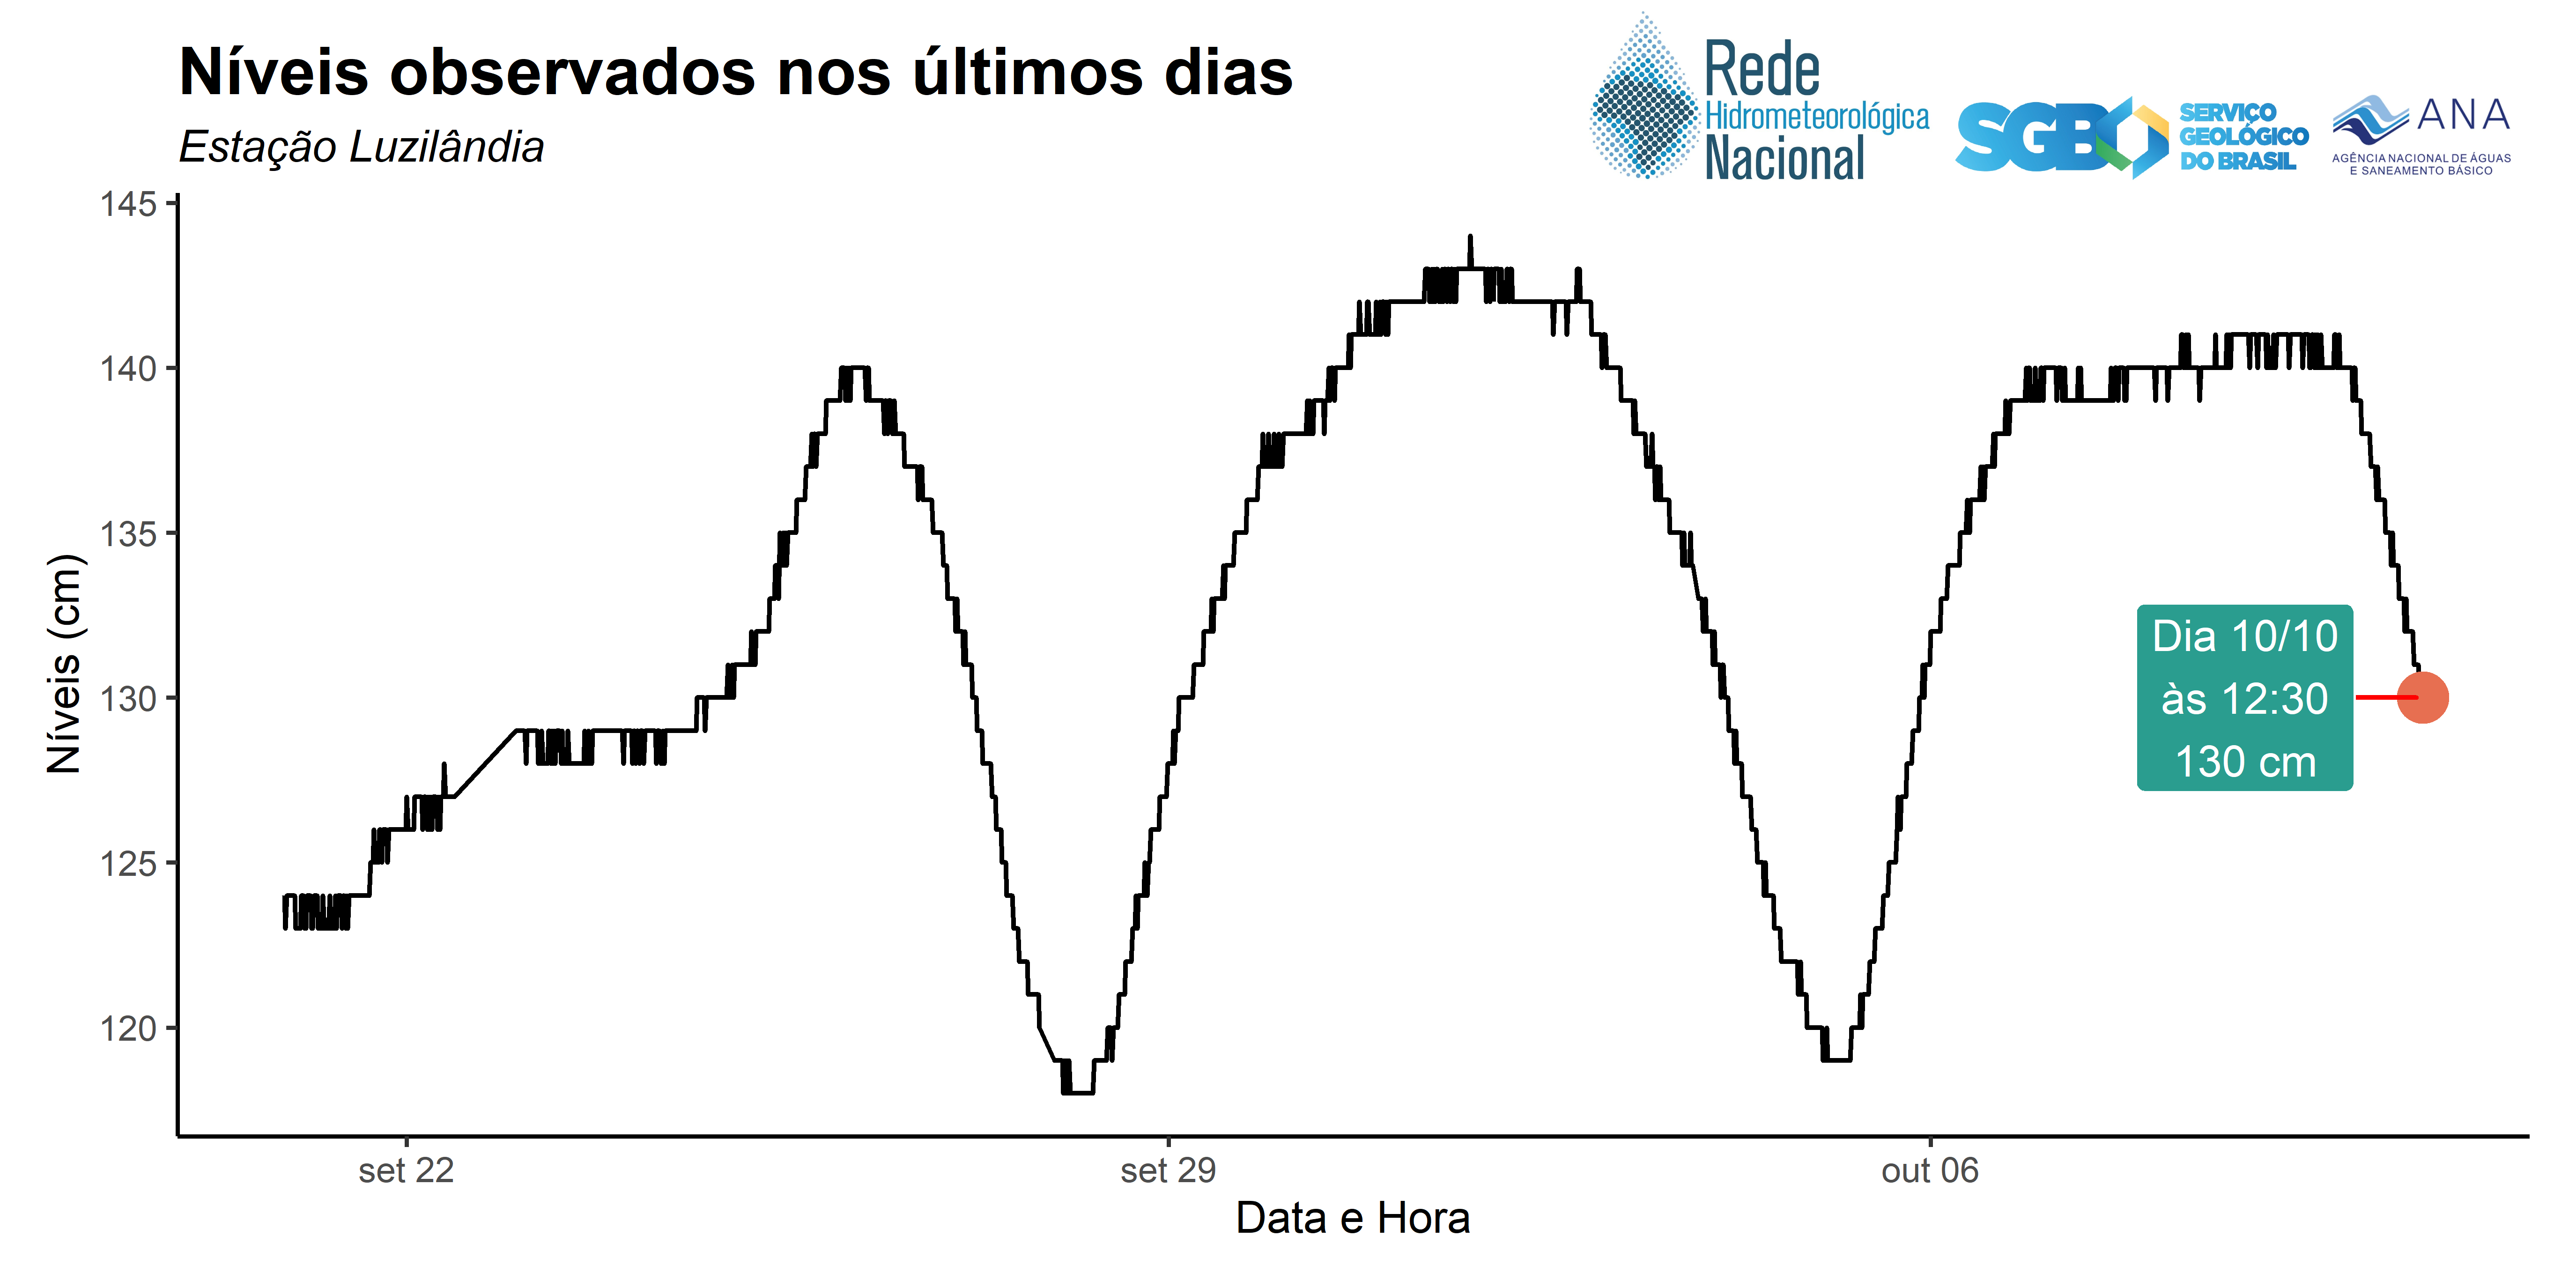 Níveis observados nos últimos dias
Estação Luzilândia
Rede
Hidrometeorológica
Nacional
SGB
SERVIÇO
GEOLÓGICO
DO BRASIL
ANA
AGÊNCIA NACIONAL DE ÁGUAS
E SANEAMENTO BÁSICO
Níveis (cm)
145
140
135
130
125
120
Dia 10/10
às 12:30
130 cm
set 22
set 29
out 06
Data e Hora